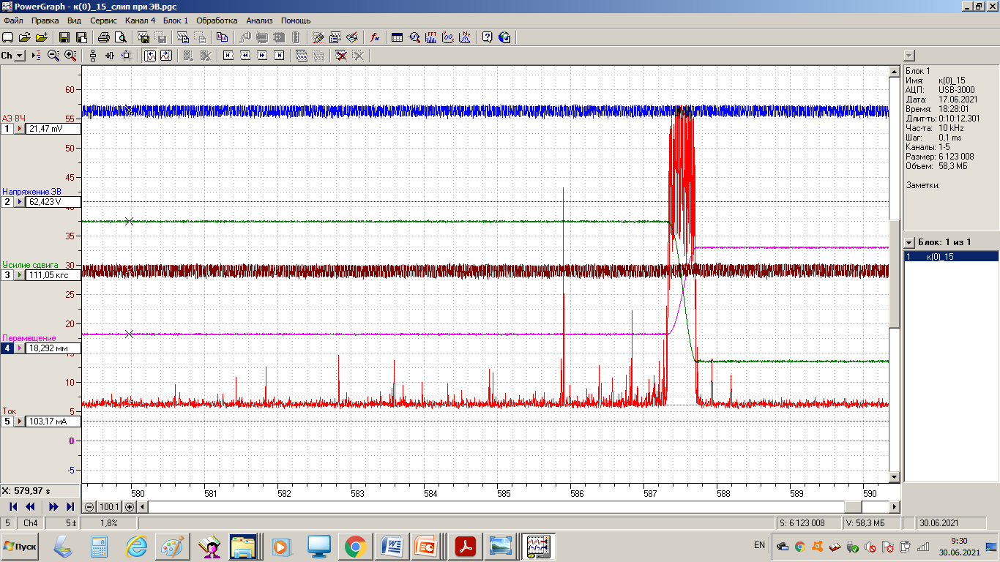 PowerGraph - к(0)_15_слип при ЭВ.pgc
Файл Правка Вид Сервис Канал 4 Блок 1 Обработка Анализ Помощь
Ch
60
55
50
45
40
35
30
25
20
15
10
5
0
-5
АЭ ВЧ
1 21,47 mV
Напряжение ЭВ
2 62,423 V
Усилие сдвига
3 111,05 кгс
Перемещение
4 18,292 мм
Ток
5 103,17 мА
X: 579,97 s
580 581 582 583 584 585 586 587 588 589 590
100:1
5 Ch4 5 1,8%
S: 6 123 008 V: 58,3 МБ 30.06.2021
Блок 1
Имя: к(0)_15
АЦП: USB-3000
Дата: 17.06.2021
Время: 18:28:01
Длит-ть: 0:10:12,301
Час-та: 10 kHz
Шаг: 0,1 ms
Каналы: 1-5
Размер: 6 123 008
Объем: 58,3 МБ
Заметки:
Блок: 1 из 1
1 к(0)_15
Пуск
EN
9:30
30.06.2021